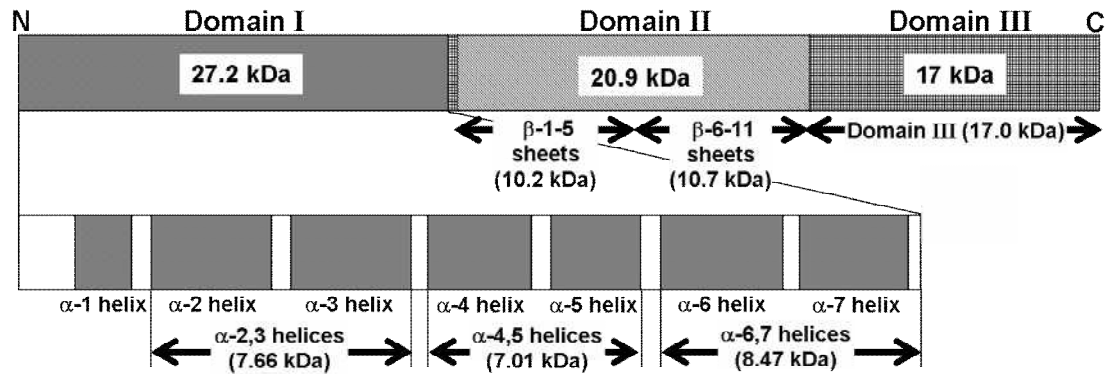 N Domain I Domain II Domain III C
27.2 kDa 20.9 kDa 17 kDa
β-1-5 sheets (10.2 kDa)
β-6-11 sheets (10.7 kDa)
Domain III (17.0 kDa)
α-1 helix α-2 helix α-3 helix α-4 helix α-5 helix α-6 helix α-7 helix
α-2,3 helices (7.66 kDa)
α-4,5 helices (7.01 kDa)
α-6,7 helices (8.47 kDa)